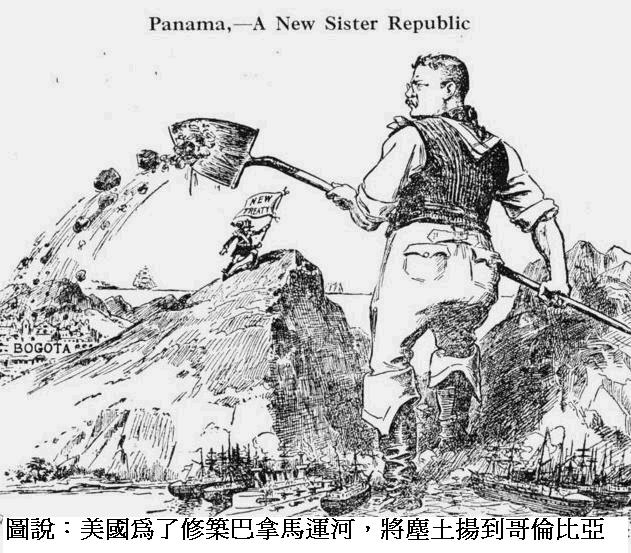 Panama,—A New Sister Republic
NEW
TREATY
BOGOTA
圖說：美國為了修築巴拿馬運河，將塵土揚到哥倫比亞